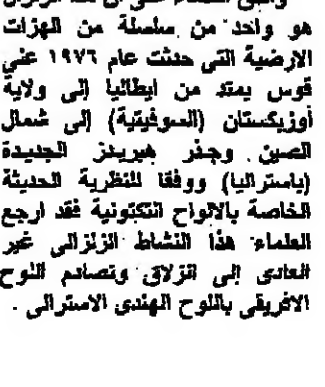 هو واحد من سلسلة من الهزات
الارضية التى حدثت عام ١٩٧٦ على
قوس يمتد من ايطاليا إلى ولاية
أوزبكستان (السوفيتية) إلى شمال
الصين . وجزر هبريدز الجديدة
(باستراليا) ووفقا للنظرية الحديثة
الخاصة بالالواح التكتونية فقد ارجع
العلماء هذا النشاط الزلزالى غير
العادى إلى انزلاق وتصادم اللوح
الافريقى باللوح الهندى الاسترالى .